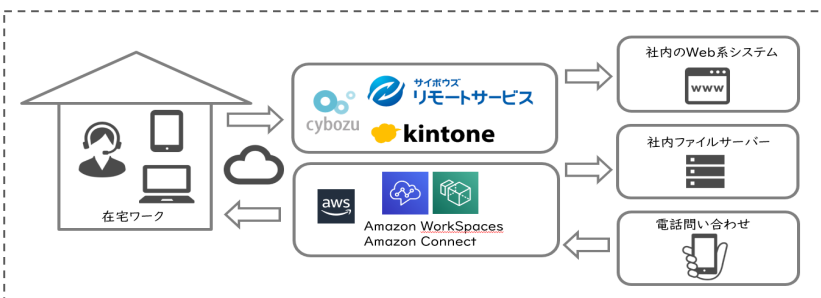 在宅ワーク
cybozu
サイボウズ
リモートサービス
kintone
aws
Amazon WorkSpaces
Amazon Connect
社内のWeb系システム
www
社内ファイルサーバー
電話問い合わせ